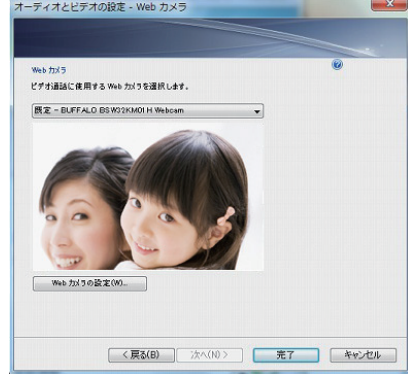 オーディオとビデオの設定 - Web カメラ
Web カメラ
ビデオ通話に使用する Web カメラを選択します。
既定 - BUFFALO BSW32KM01 H Webcam
Web カメラの設定(W)...
< 戻る(B)
次へ(N) >
完了
キャンセル